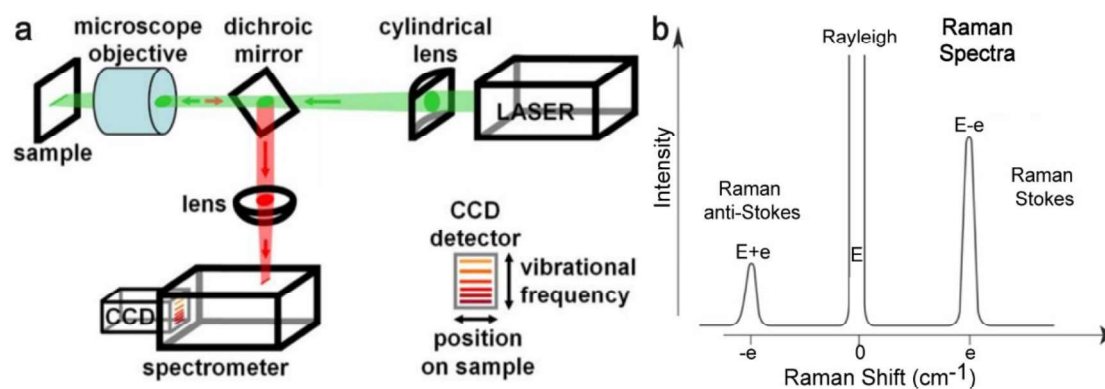 a
microscope
objective
dichroic
mirror
cylindrical
lens
LASER
sample
lens
CCD
detector
vibrational
frequency
position
on sample
CCD
spectrometer
b
Rayleigh
Raman
Spectra
Intensity
E-e
Raman
anti-Stokes
Raman
Stokes
E+e
E
-e
0
e
Raman Shift (cm⁻¹)